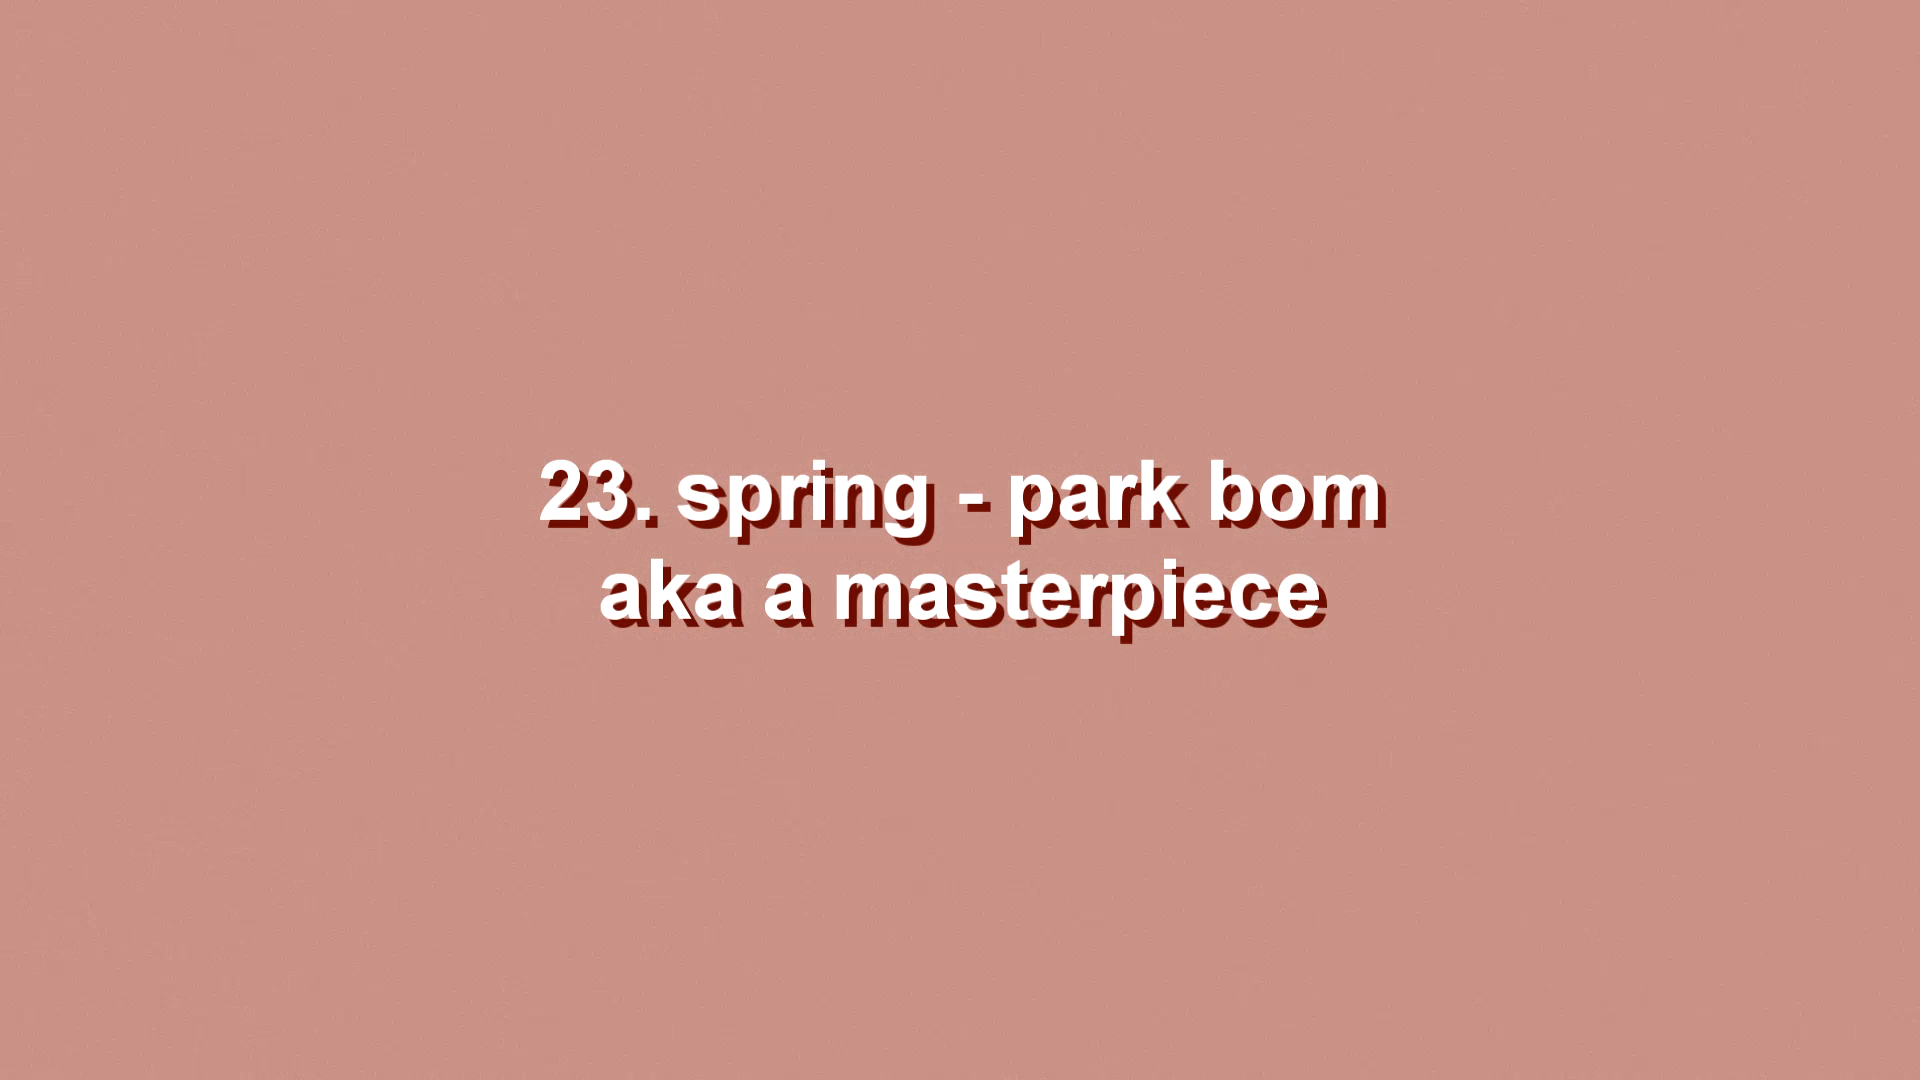 23. spring - park bom
aka a masterpiece